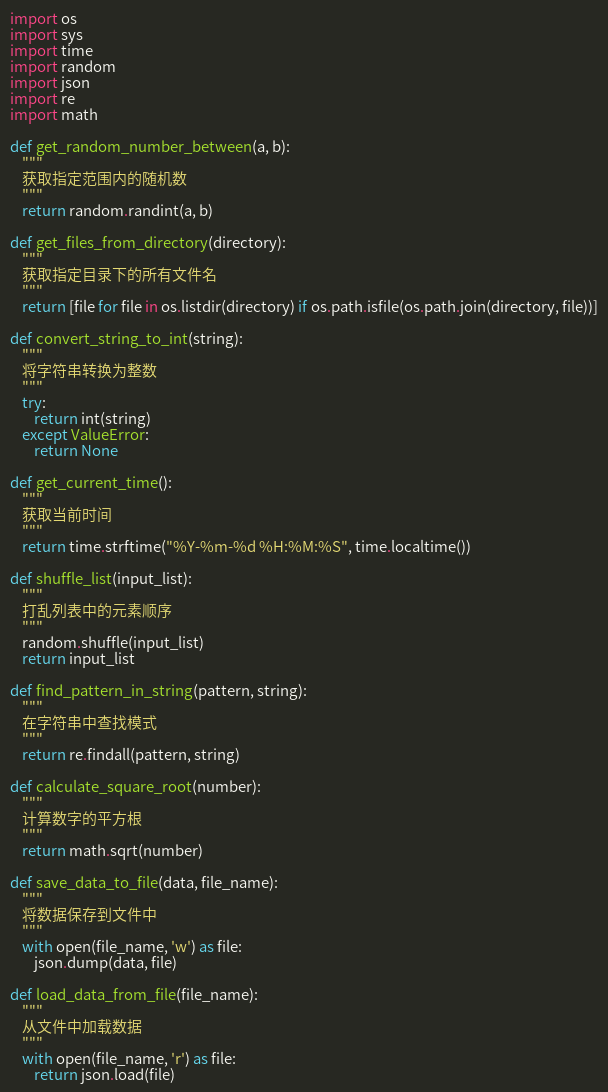 import os
import sys
import time
import random
import json
import re
import math

def get_random_number_between(a, b):
    """
    获取指定范围内的随机数
    """
    return random.randint(a, b)

def get_files_from_directory(directory):
    """
    获取指定目录下的所有文件名
    """
    return [file for file in os.listdir(directory) if os.path.isfile(os.path.join(directory, file))]

def convert_string_to_int(string):
    """
    将字符串转换为整数
    """
    try:
        return int(string)
    except ValueError:
        return None

def get_current_time():
    """
    获取当前时间
    """
    return time.strftime("%Y-%m-%d %H:%M:%S", time.localtime())

def shuffle_list(input_list):
    """
    打乱列表中的元素顺序
    """
    random.shuffle(input_list)
    return input_list

def find_pattern_in_string(pattern, string):
    """
    在字符串中查找模式
    """
    return re.findall(pattern, string)

def calculate_square_root(number):
    """
    计算数字的平方根
    """
    return math.sqrt(number)

def save_data_to_file(data, file_name):
    """
    将数据保存到文件中
    """
    with open(file_name, 'w') as file:
        json.dump(data, file)

def load_data_from_file(file_name):
    """
    从文件中加载数据
    """
    with open(file_name, 'r') as file:
        return json.load(file)